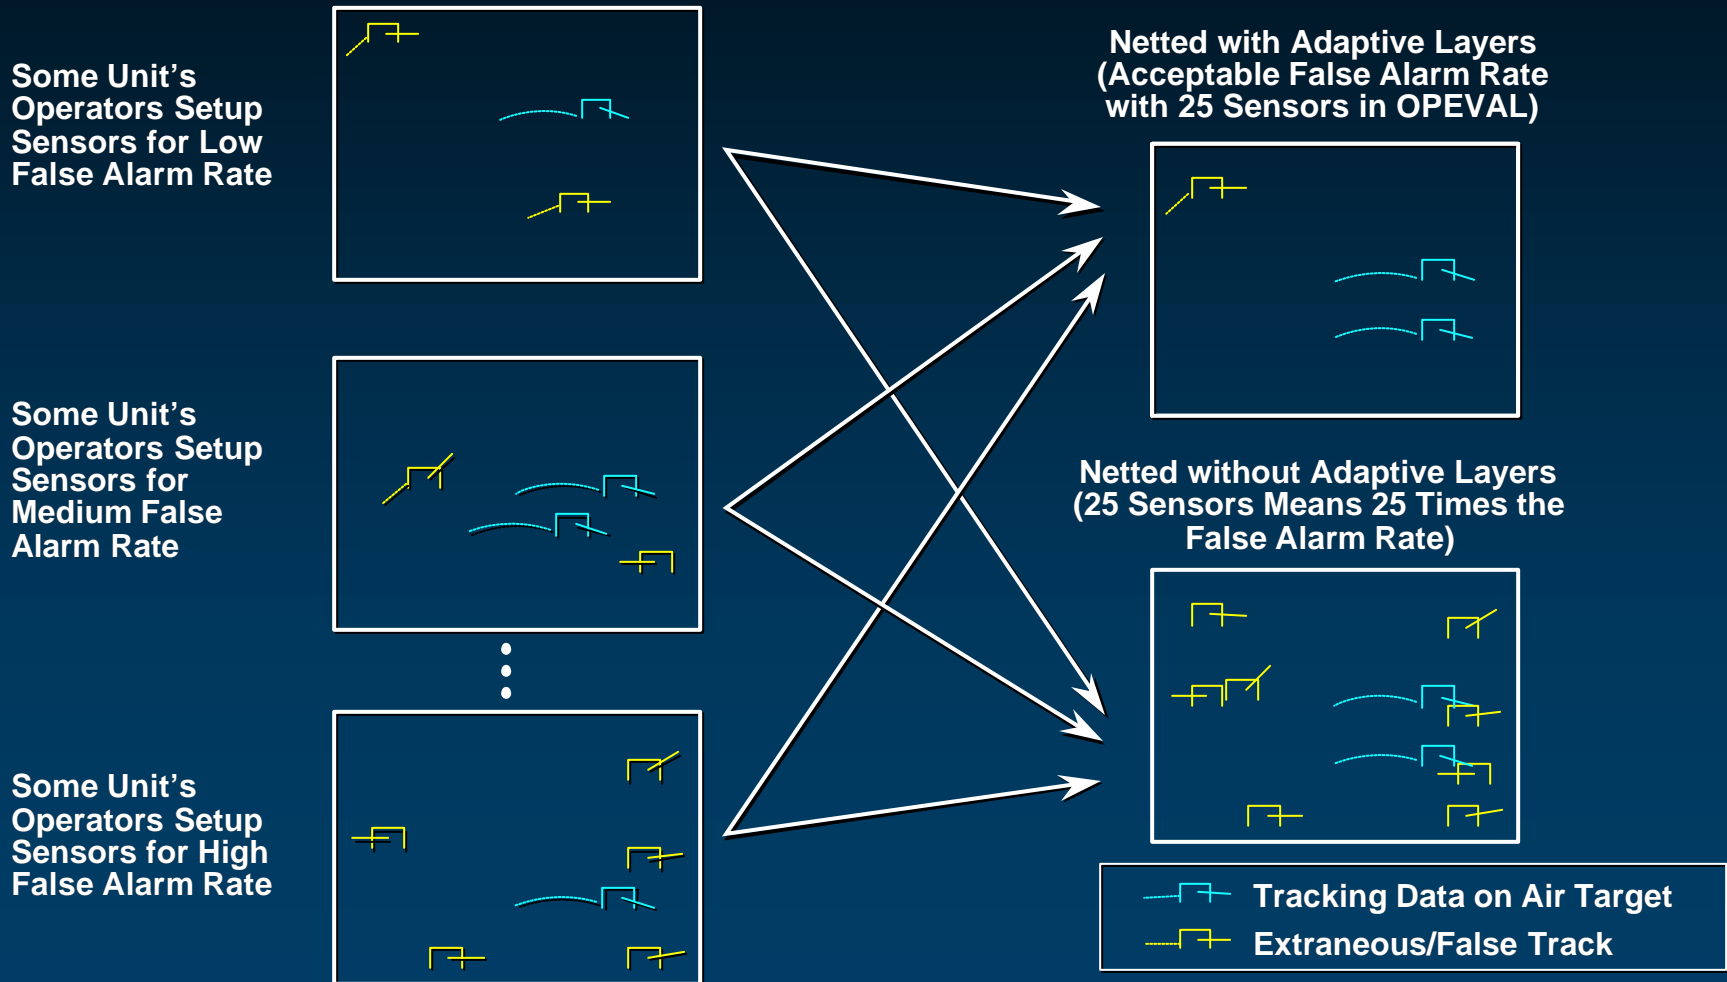 Some Unit’s
Operators Setup
Sensors for Low
False Alarm Rate
Some Unit’s
Operators Setup
Sensors for
Medium False
Alarm Rate
Some Unit’s
Operators Setup
Sensors for High
False Alarm Rate
Netted with Adaptive Layers
(Acceptable False Alarm Rate
with 25 Sensors in OPEVAL)
Netted without Adaptive Layers
(25 Sensors Means 25 Times the
False Alarm Rate)
Tracking Data on Air Target
Extraneous/False Track